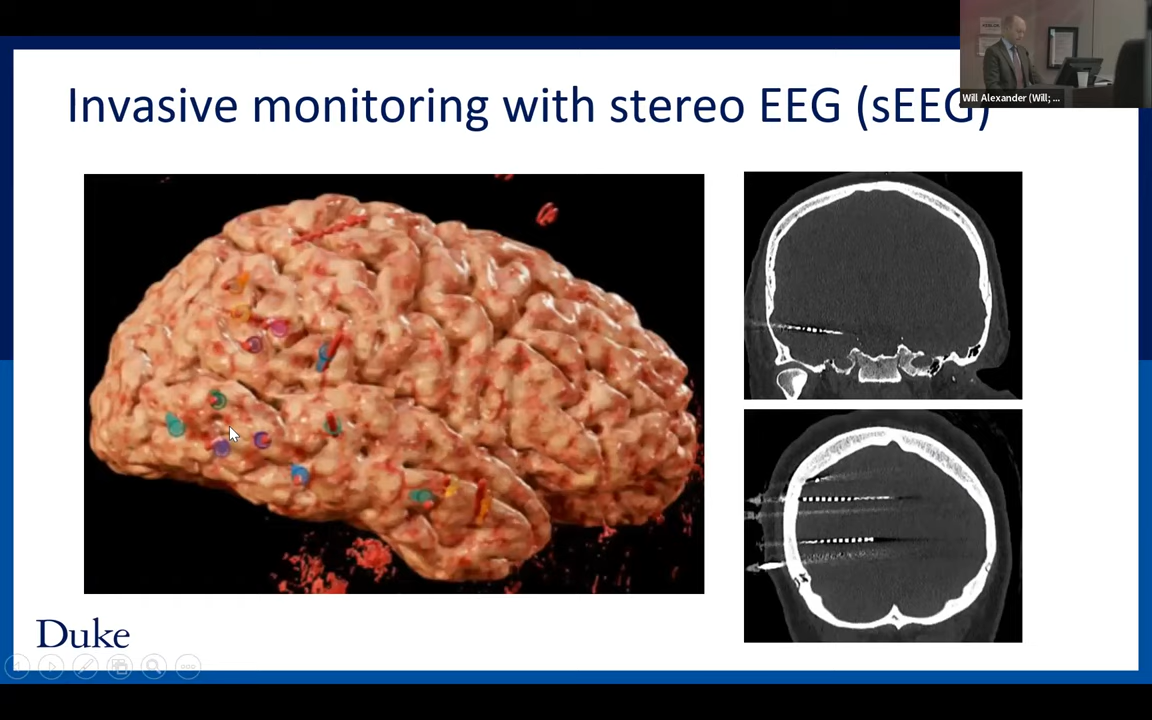 Invasive monitoring with stereo EEG (sEEG)
Will Alexander (Will; ...
Duke